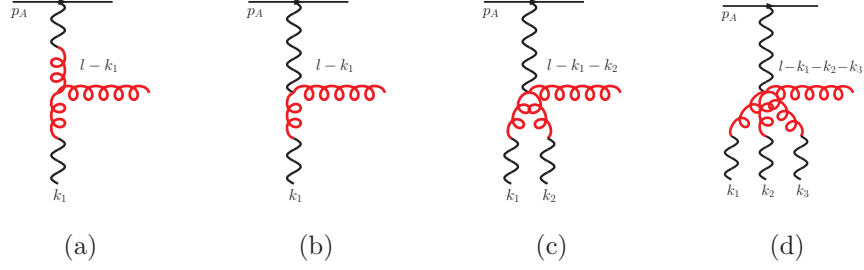 p_A p_A p_A p_A
l − k_1 l − k_1 l−k_1−k_2 l−k_1−k_2−k_3
k_1 k_1 k_1 k_2 k_1 k_2 k_3
(a) (b) (c) (d)